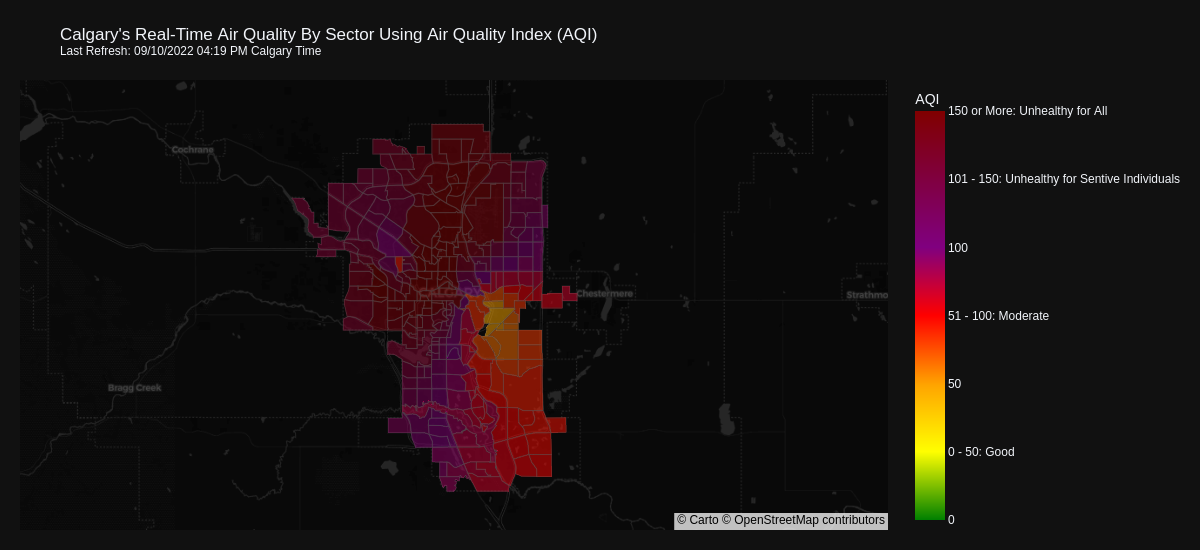 Calgary's Real-Time Air Quality By Sector Using Air Quality Index (AQI)
Last Refresh: 09/10/2022 04:19 PM Calgary Time
AQI
150 or More: Unhealthy for All
Cochrane
101 - 150: Unhealthy for Sentive Individuals
100
CALGARY
Chestermere
Strathmo
51 - 100: Moderate
Bragg Creek
50
0 - 50: Good
© Carto © OpenStreetMap contributors
0